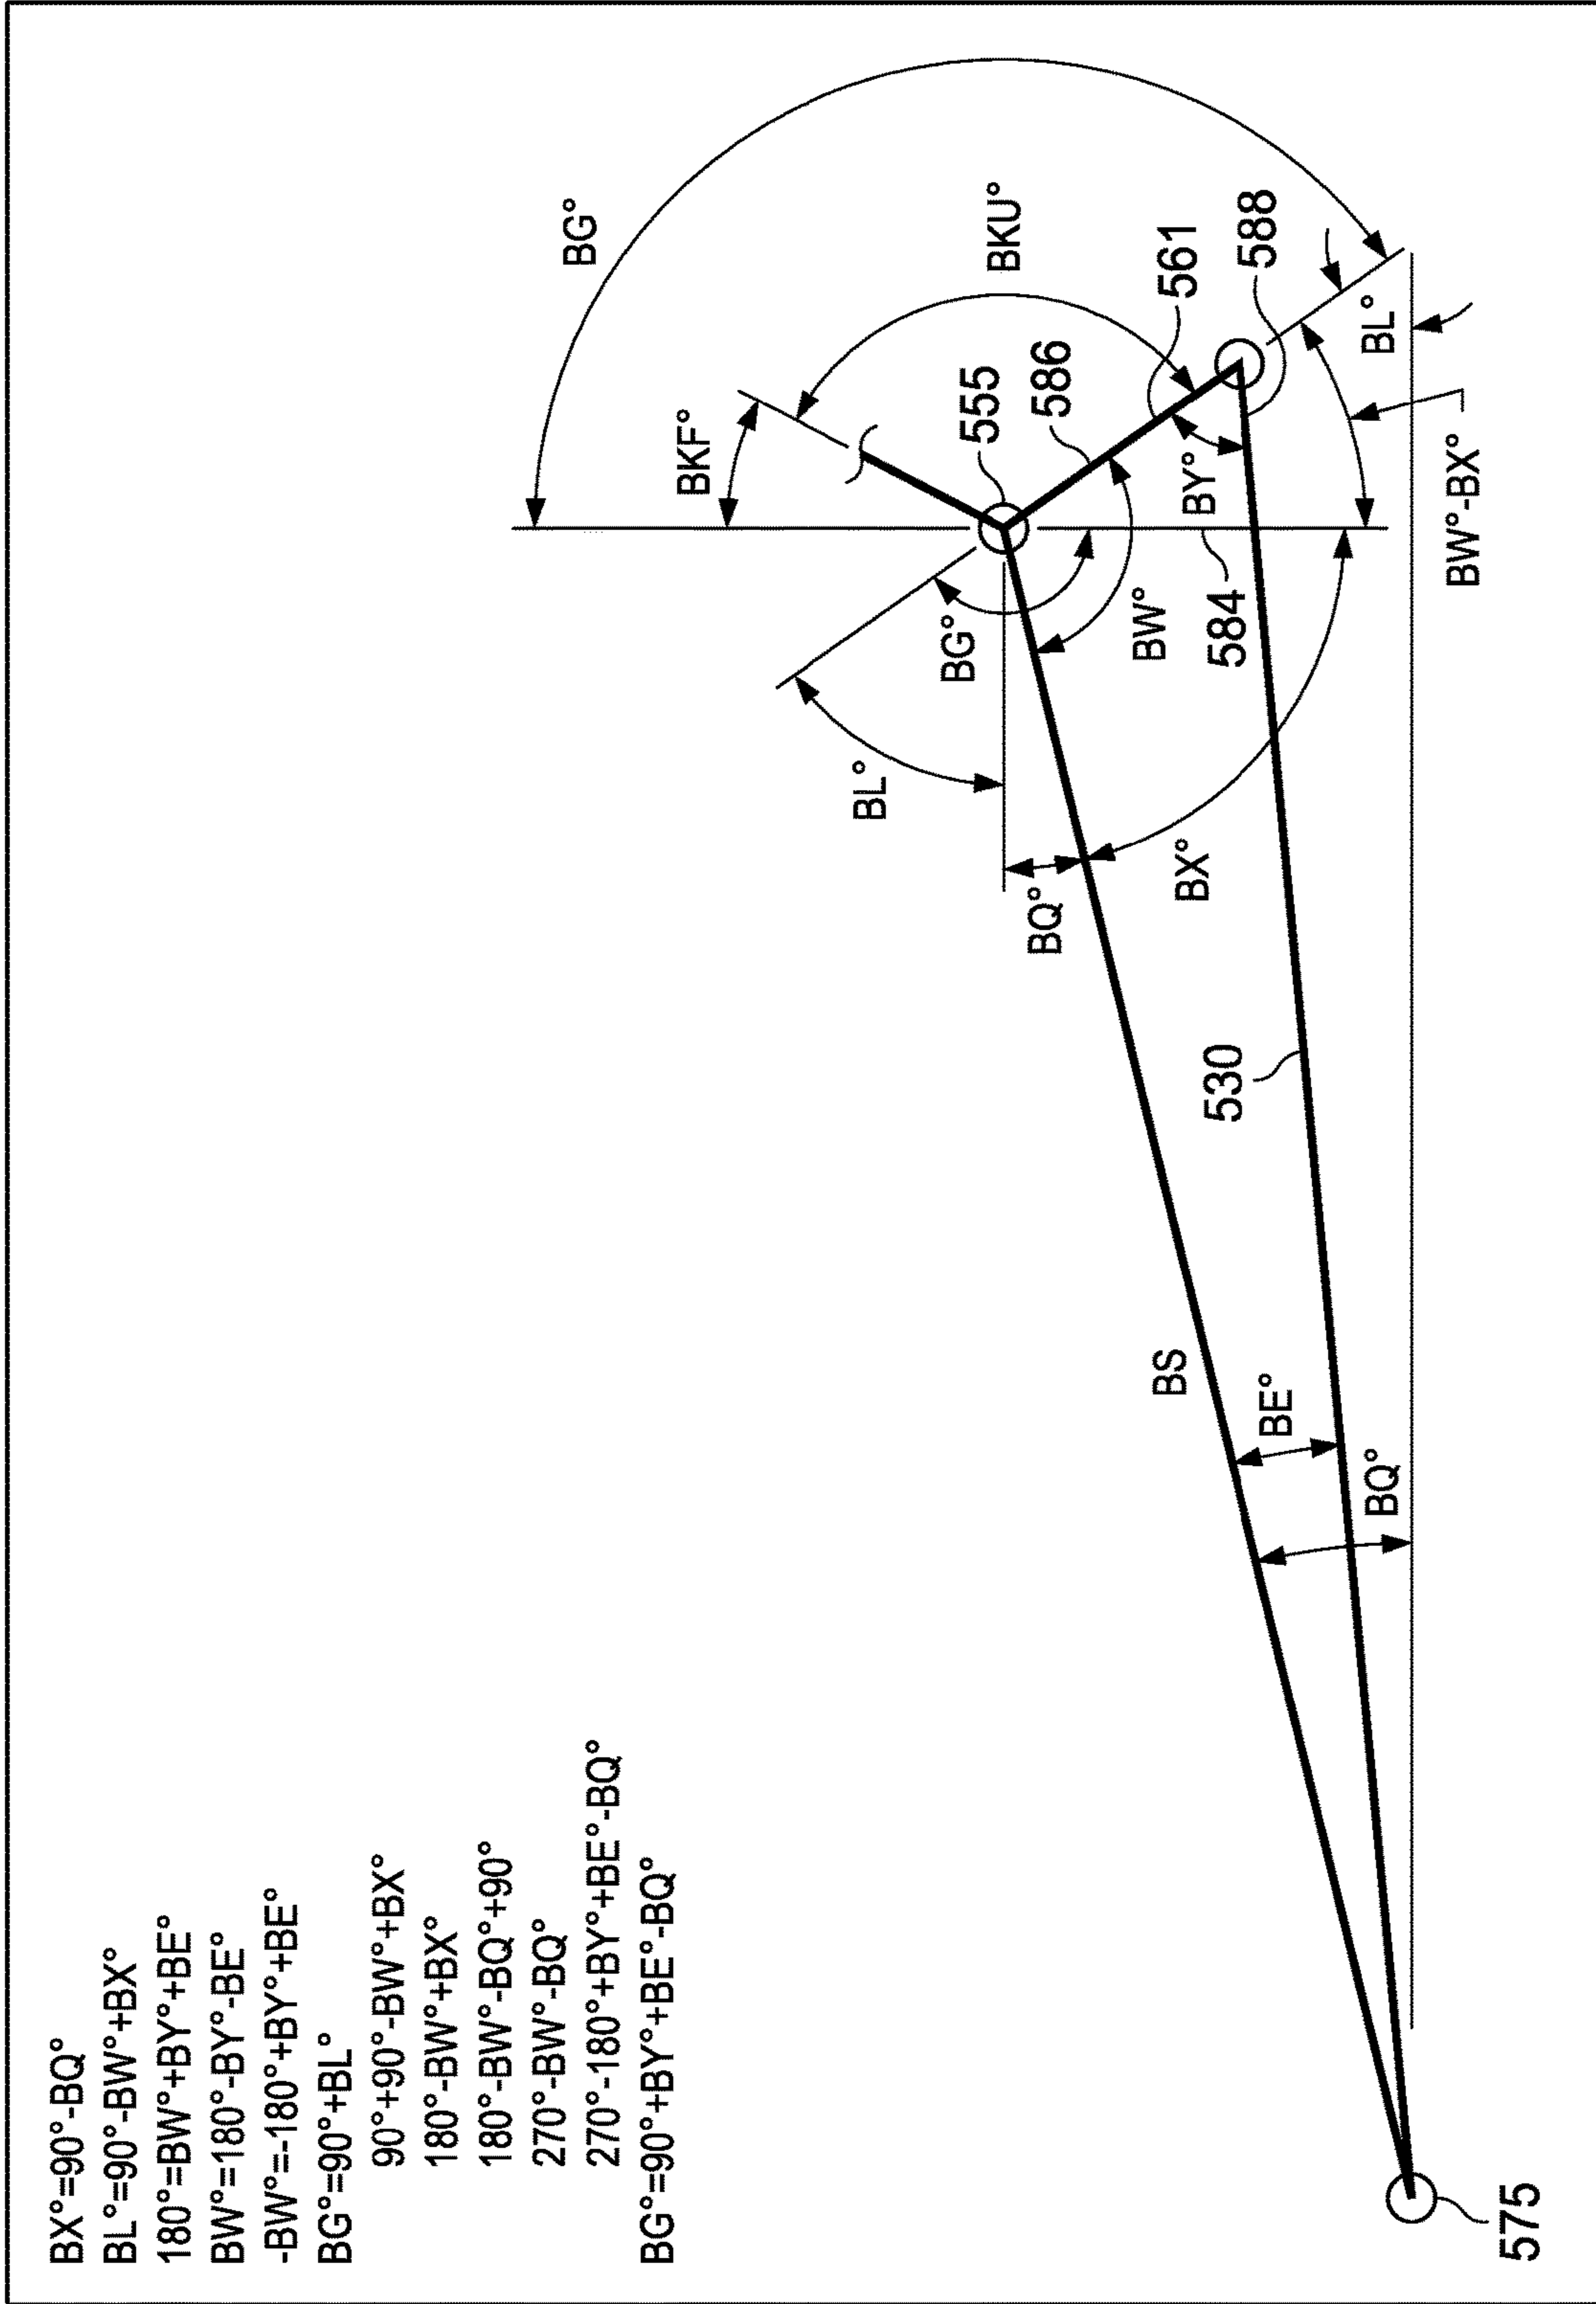 BX°=90°-BQ°
BL°=90°-BW°+BX°
180°=BW°+BY°+BE°
BW°=180°-BY°-BE°
-BW°=-180°+BY°+BE°
BG°=90°+BL°
90°+90°-BW°+BX°
180°-BW°+BX°
180°-BW°-BQ°+90°
270°-BW°-BQ°
270°-180°+BY°+BE°-BQ°
BG°=90°+BY°+BE°-BQ°
BG°
BKF°
BKU°
555
586
561
588
BL°
BG°
BL°
BW°
BY°
584
BW°-BX°
BQ°
BX°
530
BS
BE°
BQ°
575